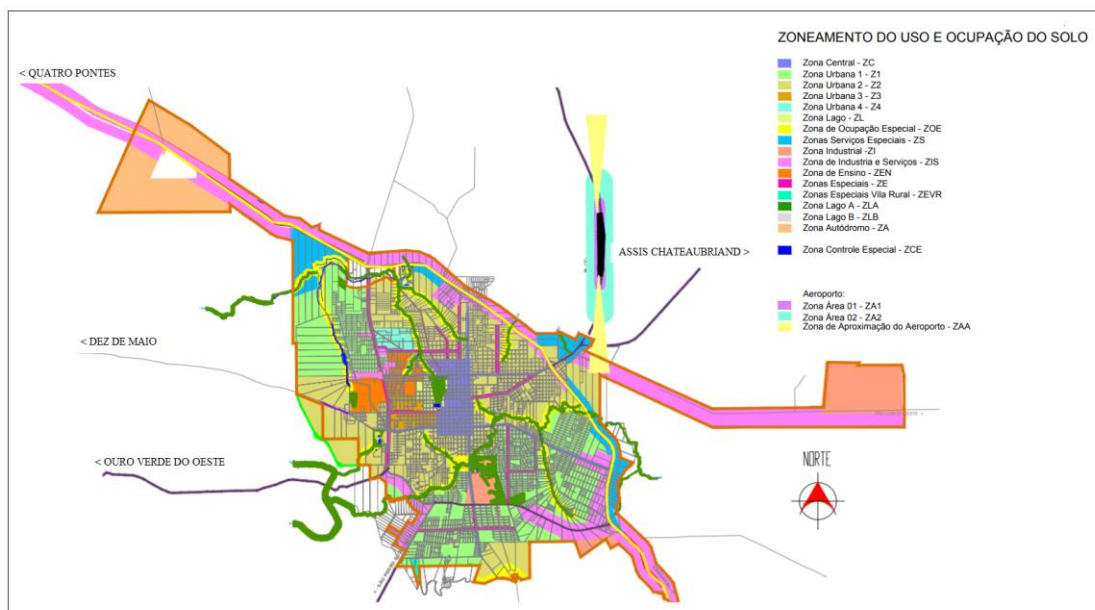 ZONEAMENTO DO USO E OCUPAÇÃO DO SOLO
< QUATRO PONTES
Zona Central - ZC
Zona Urbana 1 - Z1
Zona Urbana 2 - Z2
Zona Urbana 3 - Z3
Zona Urbana 4 - Z4
Zona Lago - ZL
Zona de Ocupação Especial - ZOE
Zonas Serviços Especiais - ZS
Zona Industrial -ZI
Zona de Industria e Serviços - ZIS
Zona de Ensino - ZEN
Zonas Especiais - ZE
Zonas Especiais Vila Rural - ZEVR
Zona Lago A - ZLA
Zona Lago B - ZLB
Zona Autódromo - ZA
Zona Controle Especial - ZCE
ASSIS CHATEAUBRIAND >
Aeroporto:
Zona Área 01 - ZA1
Zona Área 02 - ZA2
Zona de Aproximação do Aeroporto - ZAA
< DEZ DE MAIO
< OURO VERDE DO OESTE
NORTE